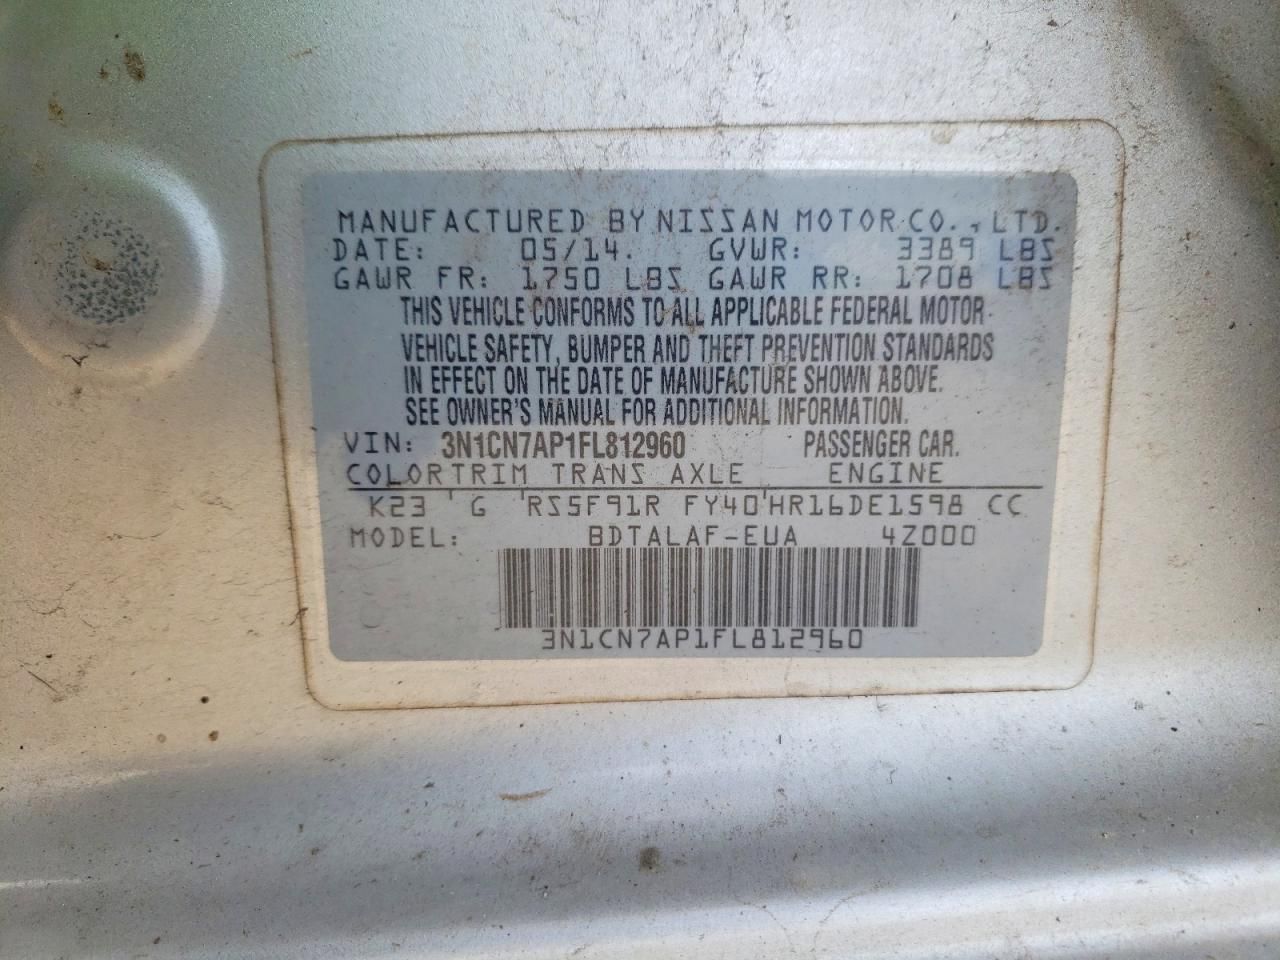 MANUFACTURED BY NISSAN MOTOR CO., LTD.
DATE: 05/14. GVWR: 3389 LBS
GAWR FR: 1750 LBS GAWR RR: 1708 LBS
THIS VEHICLE CONFORMS TO ALL APPLICABLE FEDERAL MOTOR
VEHICLE SAFETY, BUMPER AND THEFT PREVENTION STANDARDS
IN EFFECT ON THE DATE OF MANUFACTURE SHOWN ABOVE.
SEE OWNER'S MANUAL FOR ADDITIONAL INFORMATION.
VIN: 3N1CN7AP1FL812960 PASSENGER CAR.
COLORTRIM TRANS AXLE ENGINE
K23 ' G 'RS5F91R FY40'HR16DE1598 CC
MODEL: BDTALAF-EUA 4Z000
3N1CN7AP1FL812960